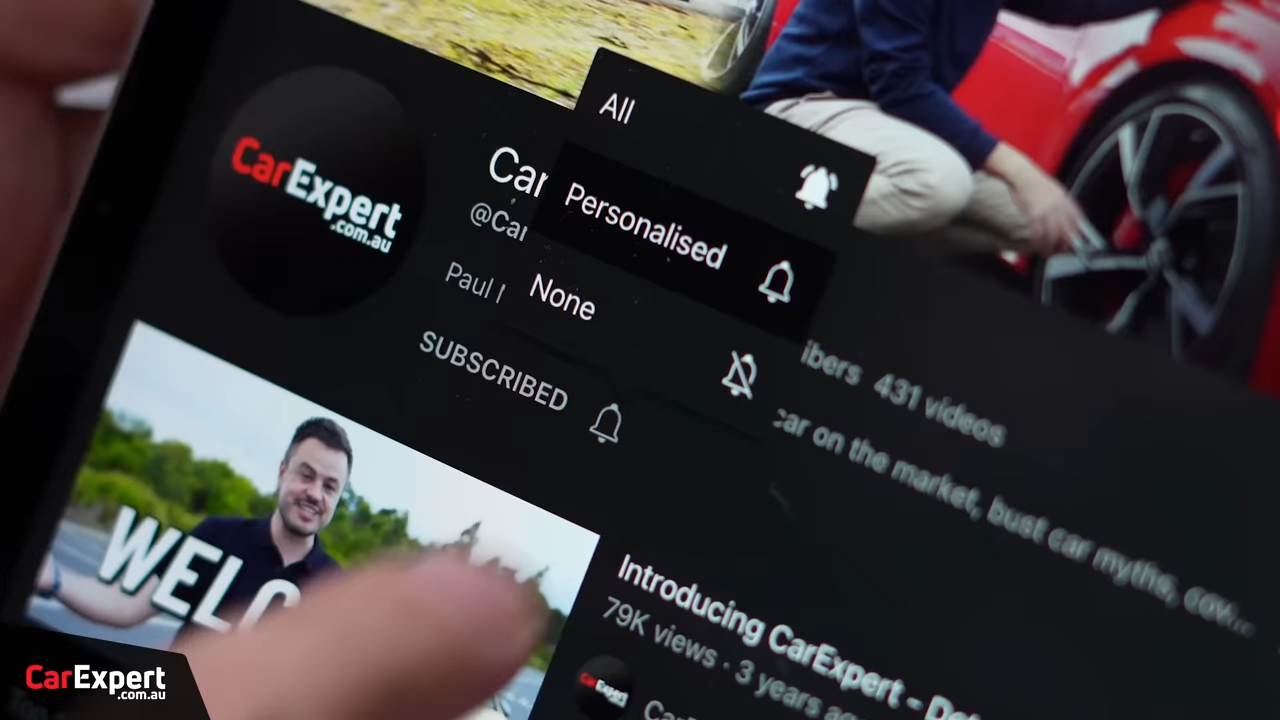 All
CarExpert
.com.au
Car
Personalised
@Car
None
Paul
SUBSCRIBED
431 videos
car on the market, bust car myths, cov...
WELC
Introducing CarExpert -
79K views · 3 years
CarExpert
CarExpert
.com.au